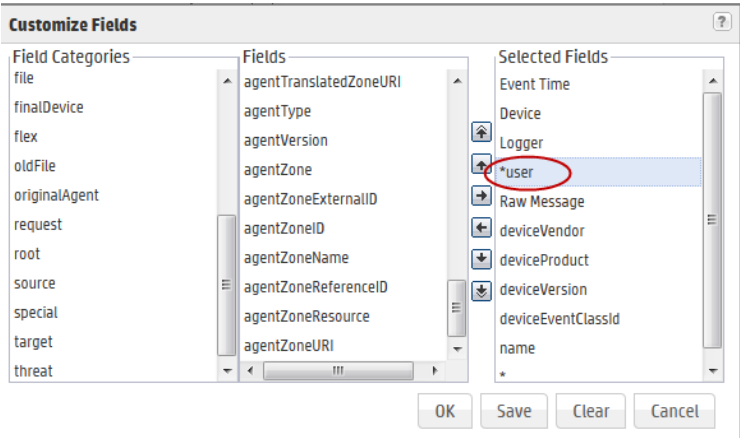 Customize Fields
?
Field Categories
file
finalDevice
flex
oldFile
originalAgent
request
root
source
special
target
threat
Fields
agentTranslatedZoneURI
agentType
agentVersion
agentZone
agentZoneExternalID
agentZoneID
agentZoneName
agentZoneReferenceID
agentZoneResource
agentZoneURI
Selected Fields
Event Time
Device
Logger
*user
Raw Message
deviceVendor
deviceProduct
deviceVersion
deviceEventClassId
name
*
OK
Save
Clear
Cancel